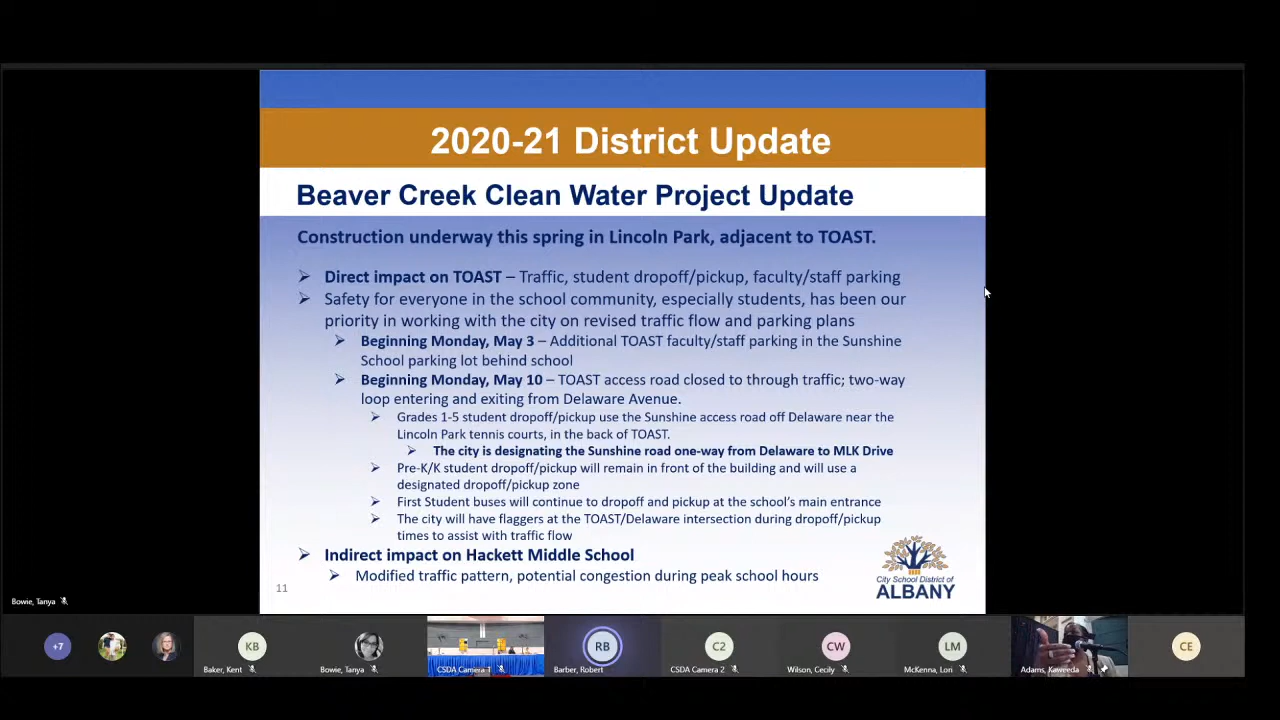 2020-21 District Update
Beaver Creek Clean Water Project Update
Construction underway this spring in Lincoln Park, adjacent to TOAST.
➢ Direct impact on TOAST – Traffic, student dropoff/pickup, faculty/staff parking
➢ Safety for everyone in the school community, especially students, has been our
priority in working with the city on revised traffic flow and parking plans
➢ Beginning Monday, May 3 – Additional TOAST faculty/staff parking in the Sunshine
School parking lot behind school
➢ Beginning Monday, May 10 – TOAST access road closed to through traffic; two-way
loop entering and exiting from Delaware Avenue.
➢ Grades 1-5 student dropoff/pickup use the Sunshine access road off Delaware near the
Lincoln Park tennis courts, in the back of TOAST.
➢ The city is designating the Sunshine road one-way from Delaware to MLK Drive
➢ Pre-K/K student dropoff/pickup will remain in front of the building and will use a
designated dropoff/pickup zone
➢ First Student buses will continue to dropoff and pickup at the school's main entrance
➢ The city will have flaggers at the TOAST/Delaware intersection during dropoff/pickup
times to assist with traffic flow
➢ Indirect impact on Hackett Middle School
➢ Modified traffic pattern, potential congestion during peak school hours
11
City School District of
ALBANY
Bowie, Tanya
+7
KB
RB
C2
CW
LM
CE
Baker, Kent
Bowie, Tanya
CSDA Camera 1
Barber, Robert
CSDA Camera 2
Wilson, Cecily
McKenna, Lori
Adams, Kaweeda